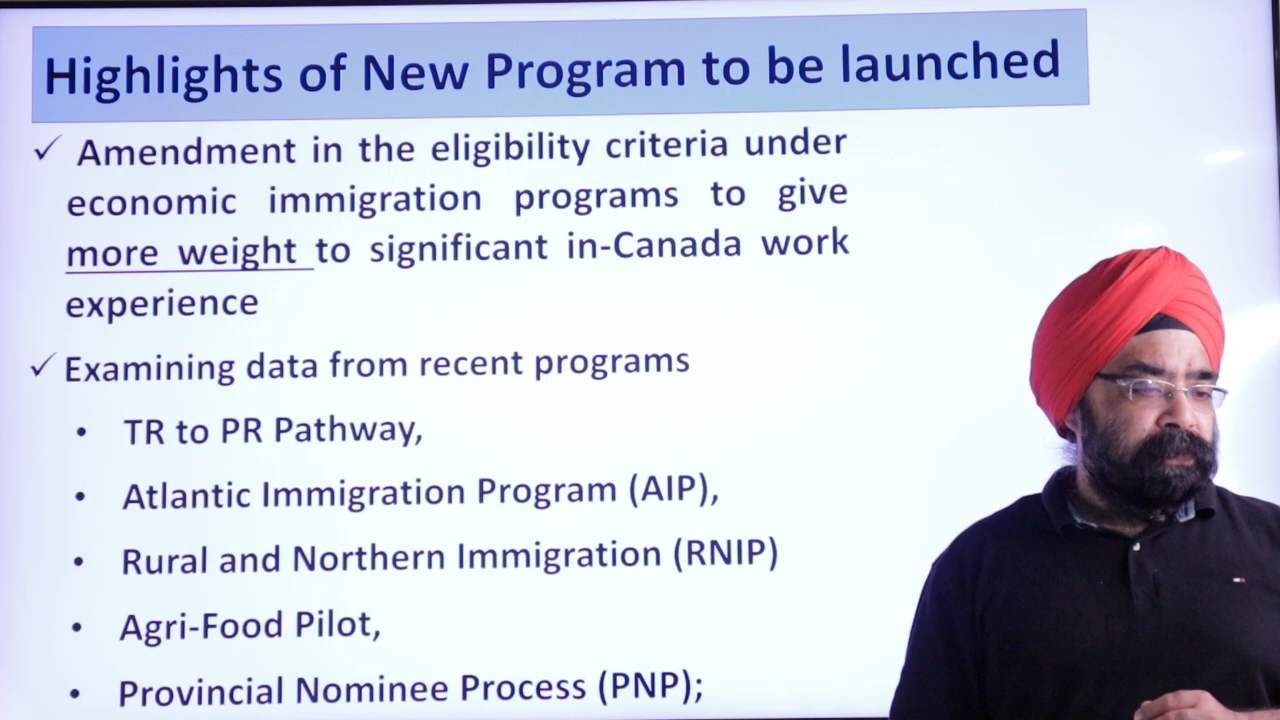 Highlights of New Program to be launched
✓ Amendment in the eligibility criteria under
economic immigration programs to give
more weight to significant in-Canada work
experience
✓ Examining data from recent programs
• TR to PR Pathway,
• Atlantic Immigration Program (AIP),
• Rural and Northern Immigration (RNIP)
• Agri-Food Pilot,
• Provincial Nominee Process (PNP);